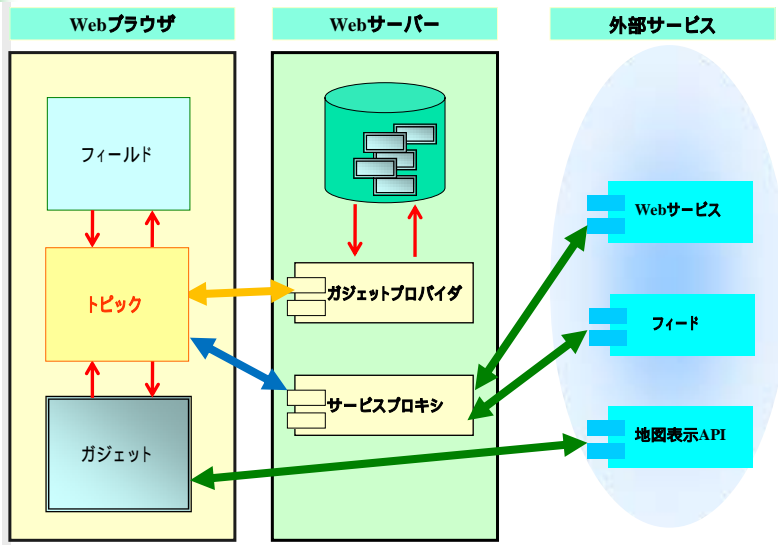 Webブラウザ
Webサーバー
外部サービス
フィールド
トピック
ガジェット
ガジェットプロバイダ
サービスプロキシ
Webサービス
フィード
地図表示API